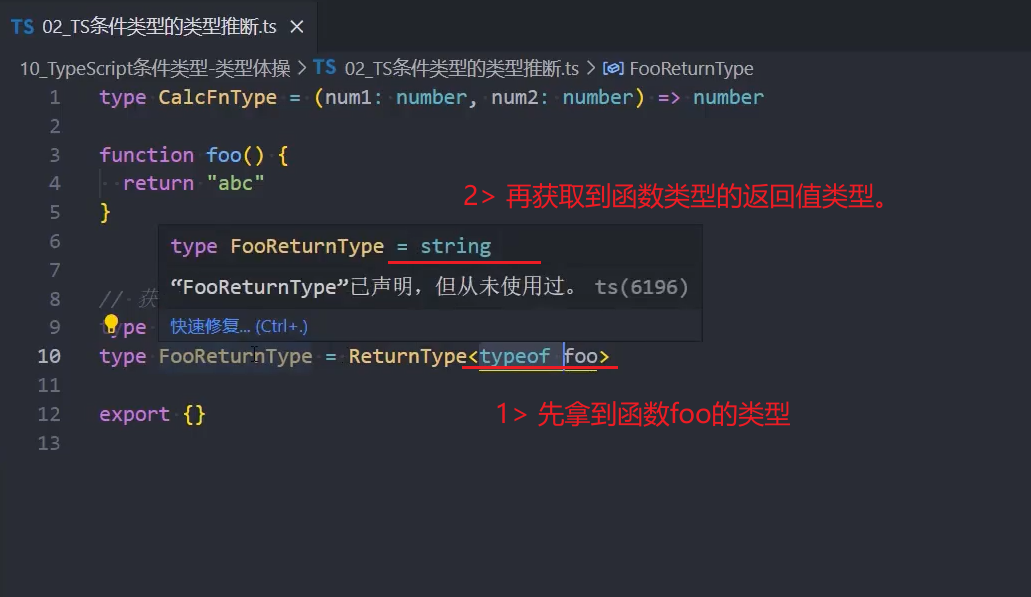 TS 02_TS条件类型的类型推断.ts ×
10_TypeScript条件类型-类型体操 > TS 02_TS条件类型的类型推断.ts > FooReturnType
1 type CalcFnType = (num1: number, num2: number) => number
2
3 function foo() {
4 return "abc"
2> 再获取到函数类型的返回值类型。
5 }
6
type FooReturnType = string
7
“FooReturnType”已声明，但从未使用过。 ts(6196)
8 // 获
快速修复... (Ctrl+.)
9 type
10 type FooReturnType = ReturnType<typeof foo>
11
1> 先拿到函数foo的类型
12 export {}
13